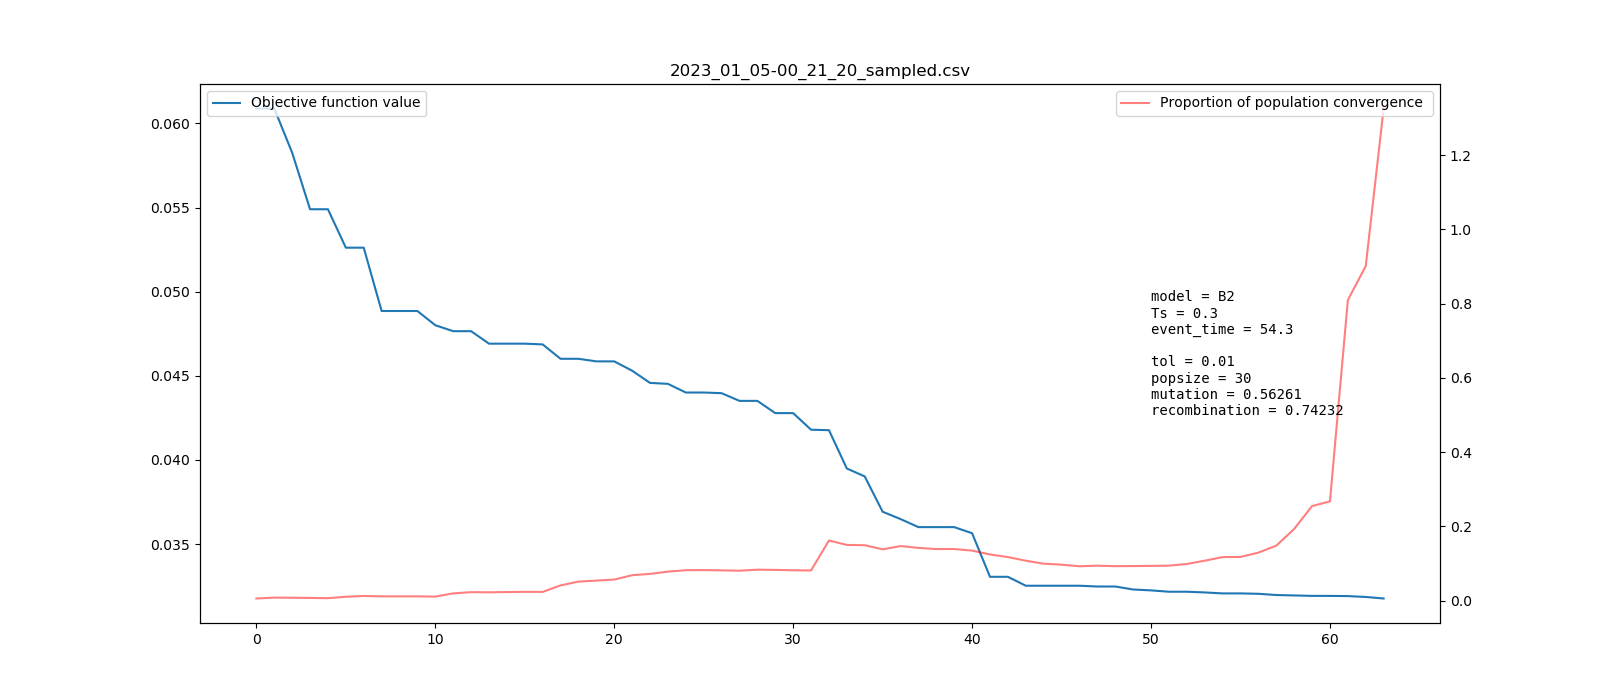 2023_01_05-00_21_20_sampled.csv
Objective function value
Proportion of population convergence
0.060
0.055
0.050
0.045
0.040
0.035
1.2
1.0
0.8
0.6
0.4
0.2
0.0
model = B2
Ts = 0.3
event_time = 54.3
tol = 0.01
popsize = 30
mutation = 0.56261
recombination = 0.74232
0
10
20
30
40
50
60